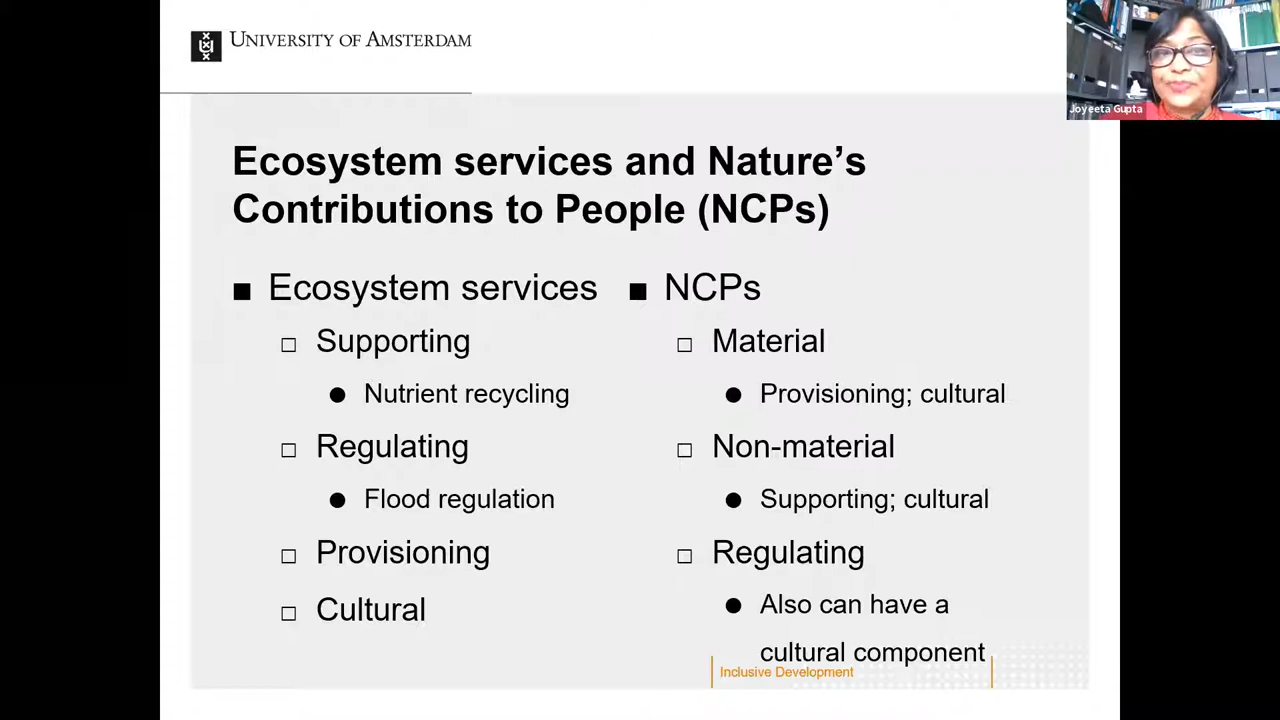 UNIVERSITY OF AMSTERDAM
Joyeeta Gupta
Ecosystem services and Nature’s
Contributions to People (NCPs)
Ecosystem services
Supporting
Nutrient recycling
Regulating
Flood regulation
Provisioning
Cultural
NCPs
Material
Provisioning; cultural
Non-material
Supporting; cultural
Regulating
Also can have a
cultural component
Inclusive Development